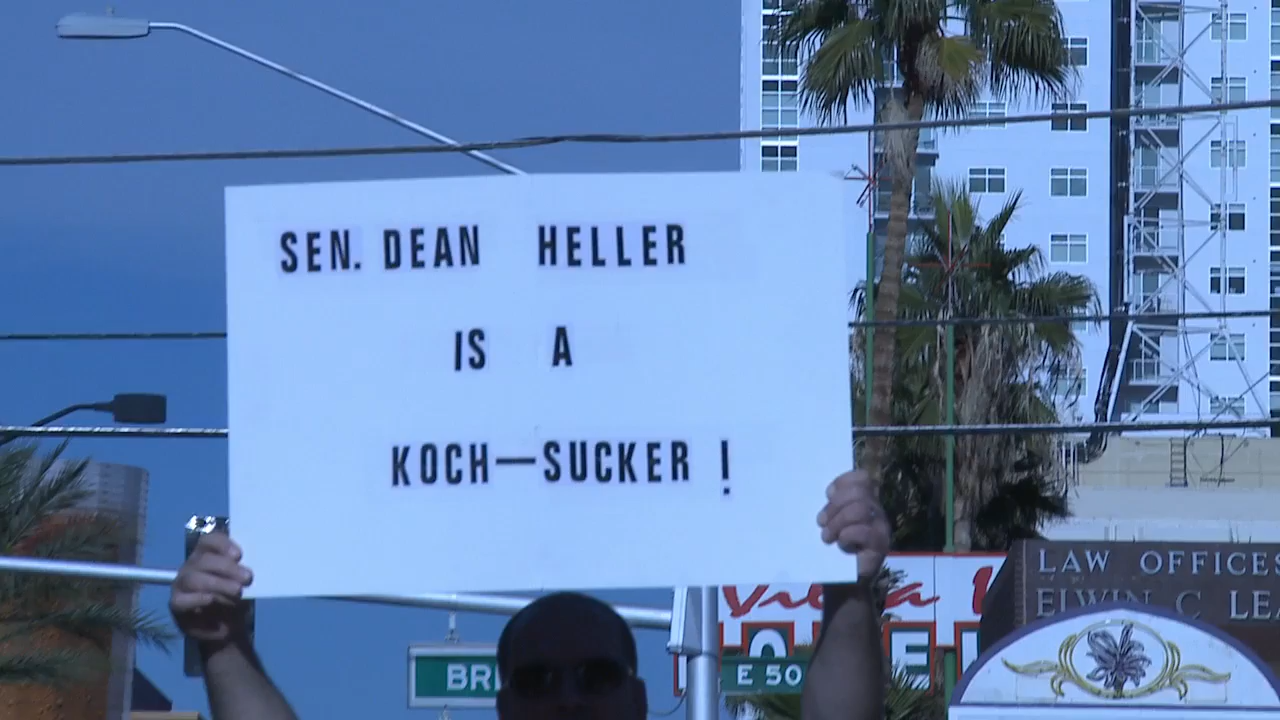 SEN. DEAN HELLER
IS A
KOCH—SUCKER !
LAW OFFICES
E 50